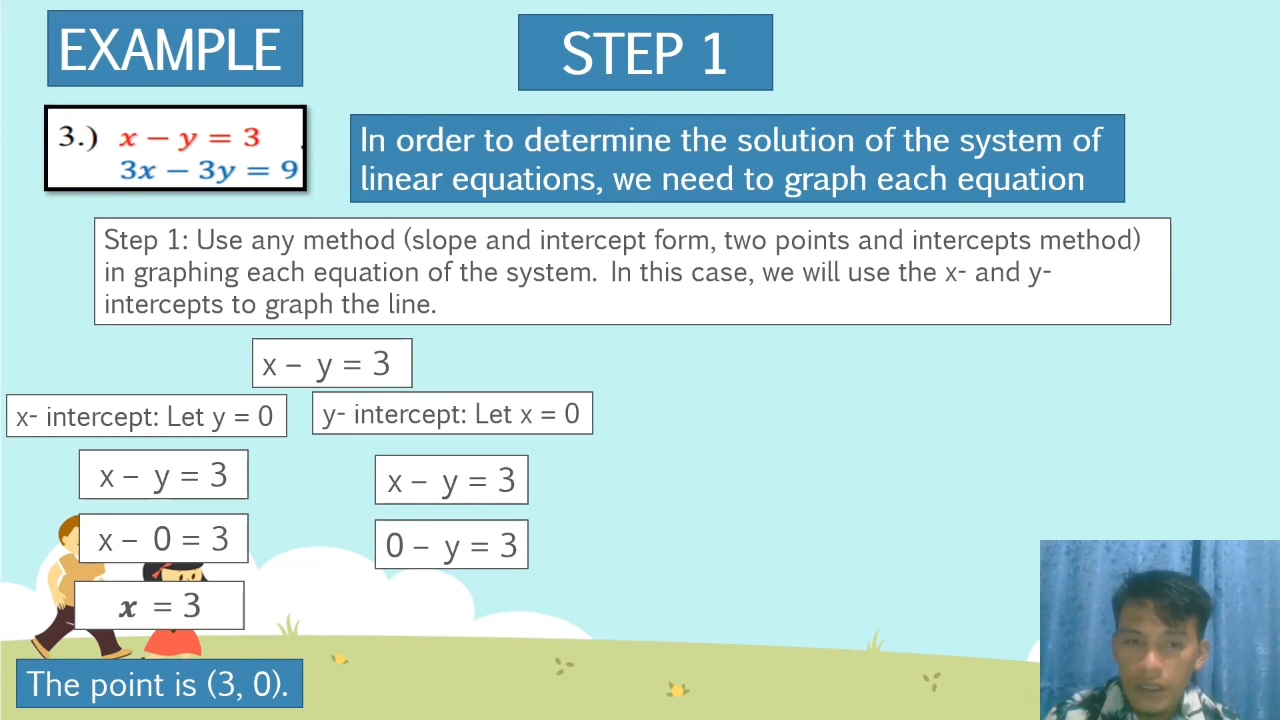 EXAMPLE
STEP 1
3.) x − y = 3
3x − 3y = 9
In order to determine the solution of the system of
linear equations, we need to graph each equation
Step 1: Use any method (slope and intercept form, two points and intercepts method)
in graphing each equation of the system. In this case, we will use the x- and y-
intercepts to graph the line.
x – y = 3
x- intercept: Let y = 0
x – y = 3
x – 0 = 3
x = 3
The point is (3, 0).
y- intercept: Let x = 0
x – y = 3
0 – y = 3